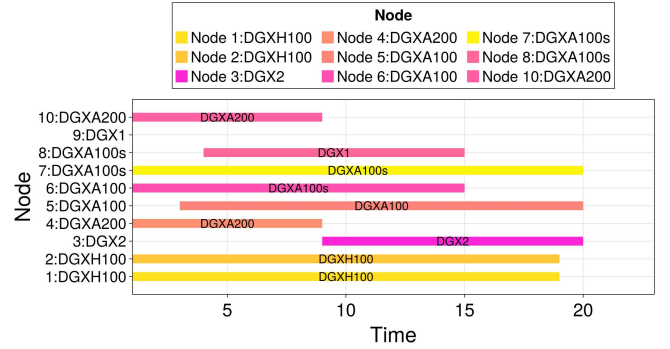 Node
Node 1:DGXH100 Node 4:DGXA200 Node 7:DGXA100s
Node 2:DGXH100 Node 5:DGXA100 Node 8:DGXA100s
Node 3:DGX2 Node 6:DGXA100 Node 10:DGXA200
10:DGXA200 DGXA200
9:DGX1
8:DGXA100s DGX1
7:DGXA100s DGXA100s
6:DGXA100 DGXA100s
5:DGXA100 DGXA100
4:DGXA200 DGXA200
3:DGX2 DGX2
2:DGXH100 DGXH100
1:DGXH100 DGXH100
Node
5 10 15 20
Time